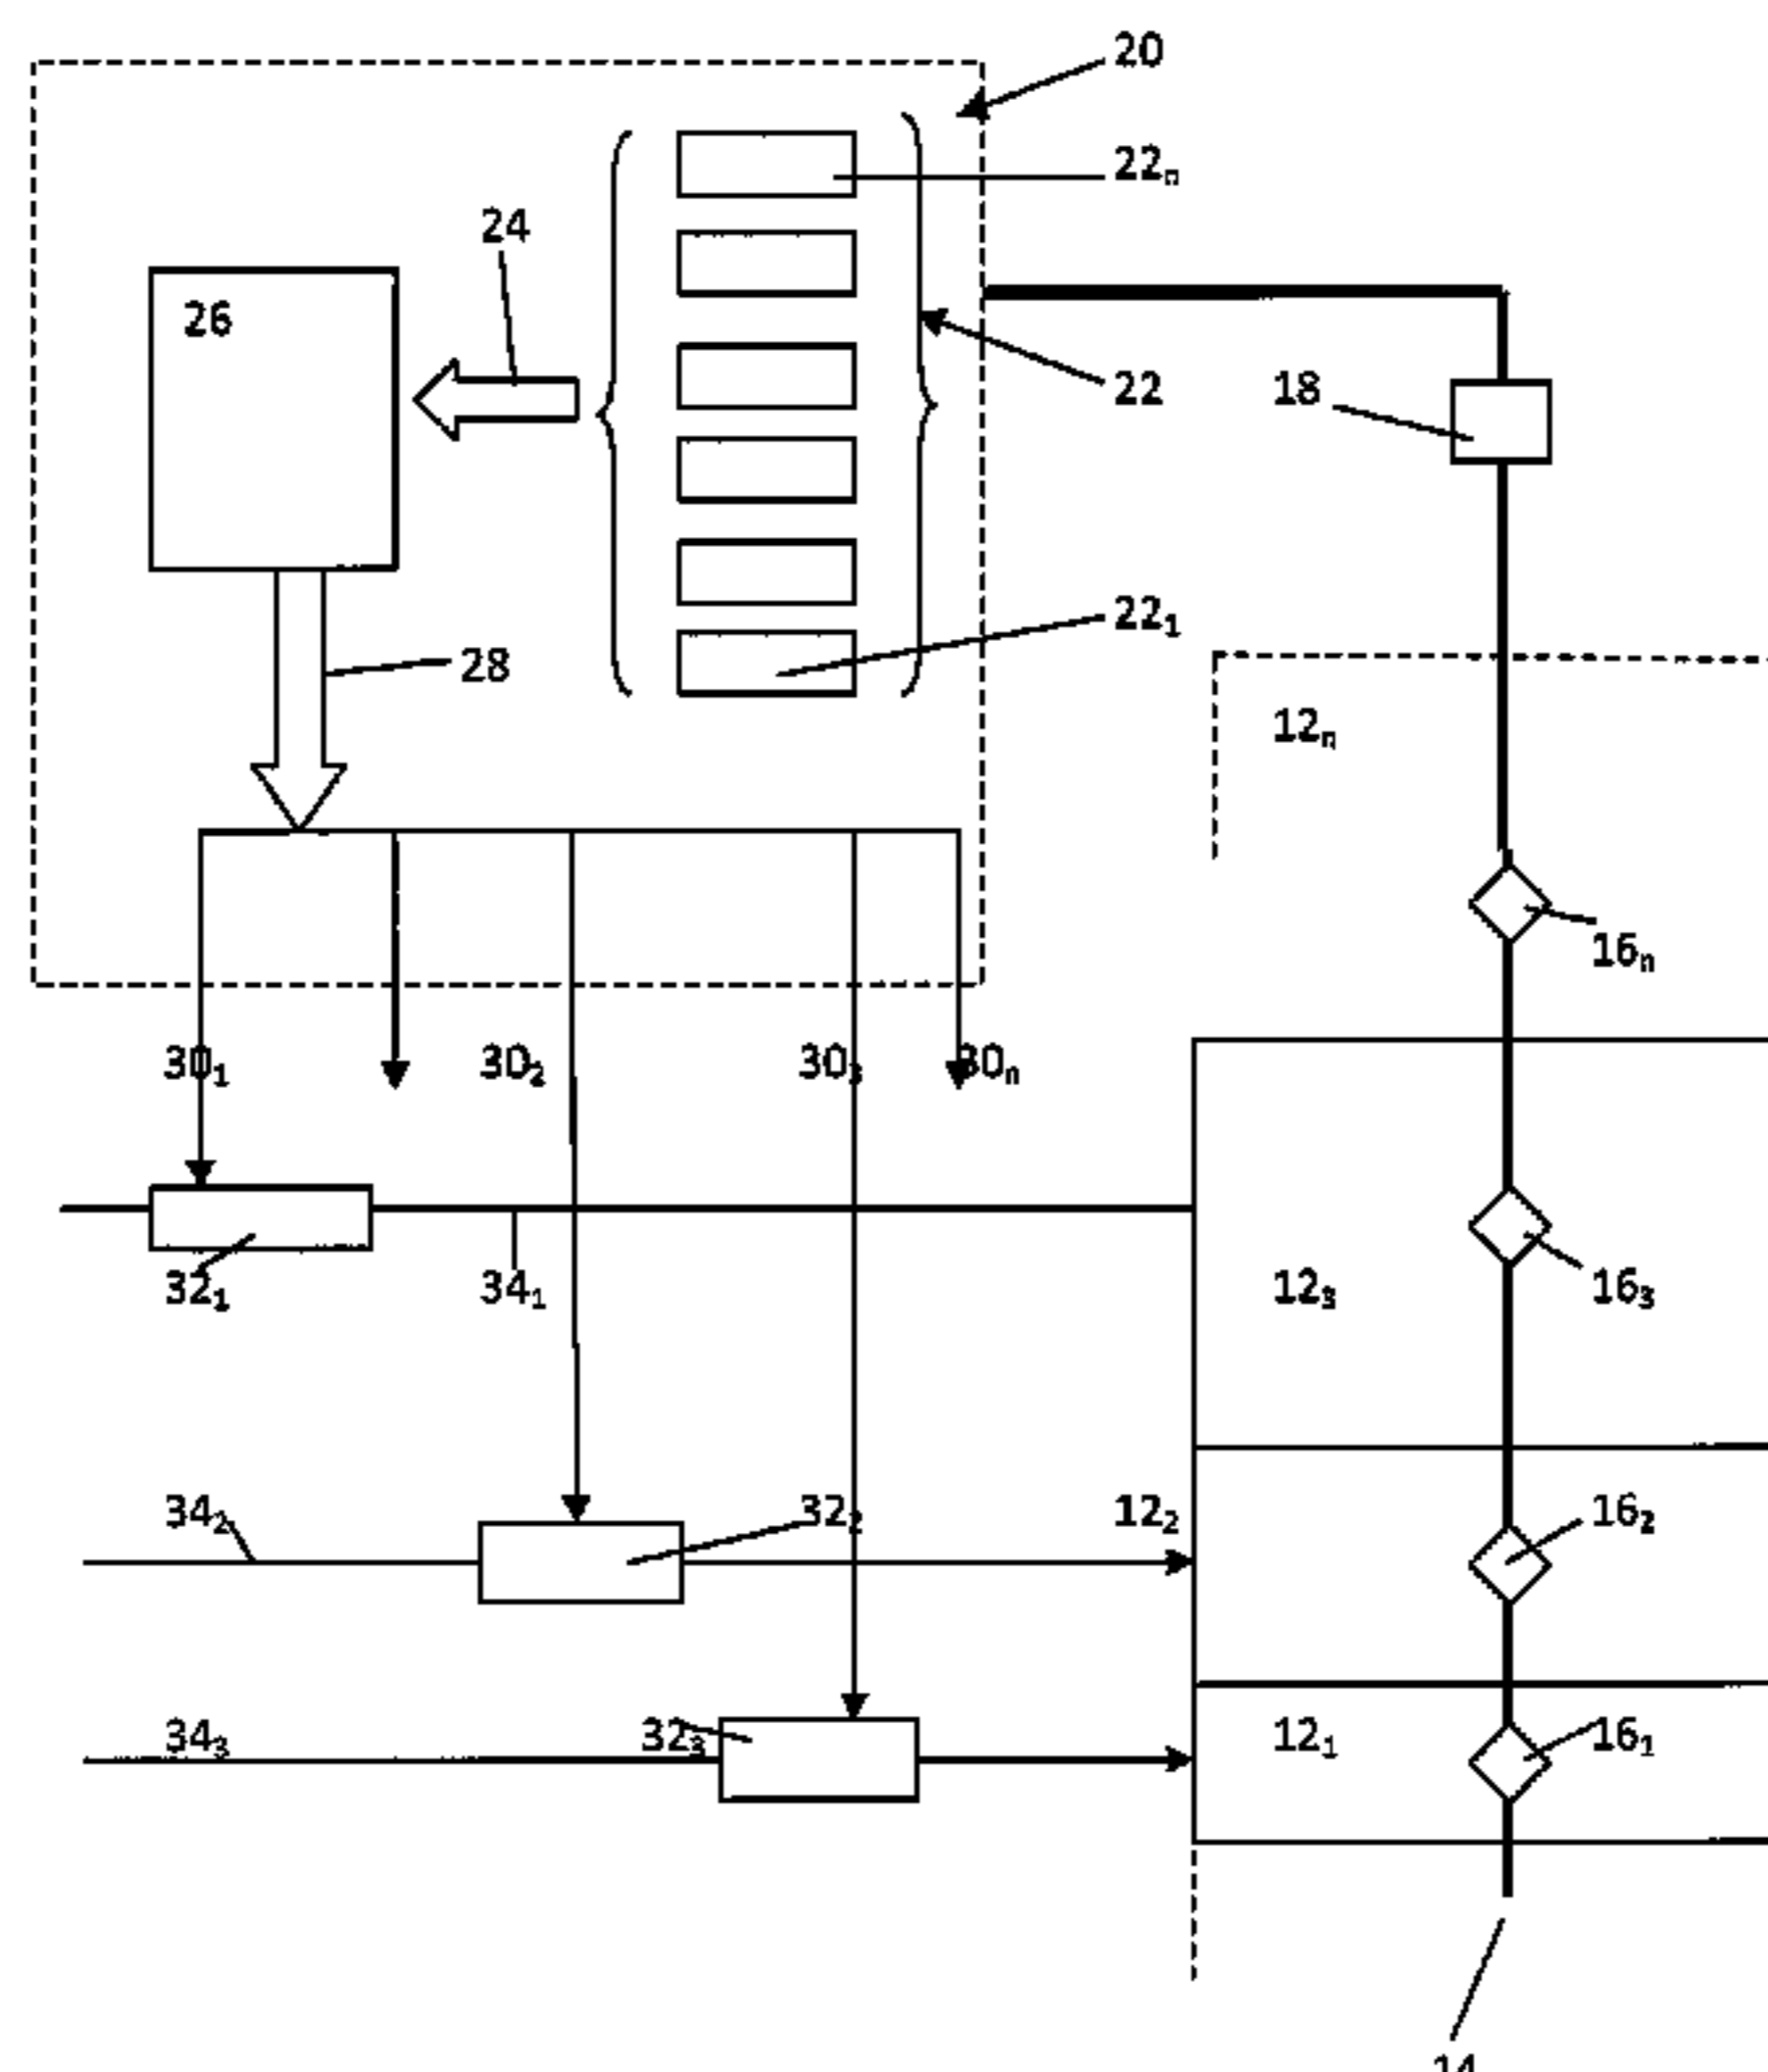 20
22ₙ
24
26
22
18
22₁
28
12ₙ
16ₙ
30₁ 30₂ 30₃ 30ₙ
32₁ 34₁ 12₃ 16₃
34₂ 32₂ 12₂ 16₂
34₃ 32₃ 12₁ 16₁
14